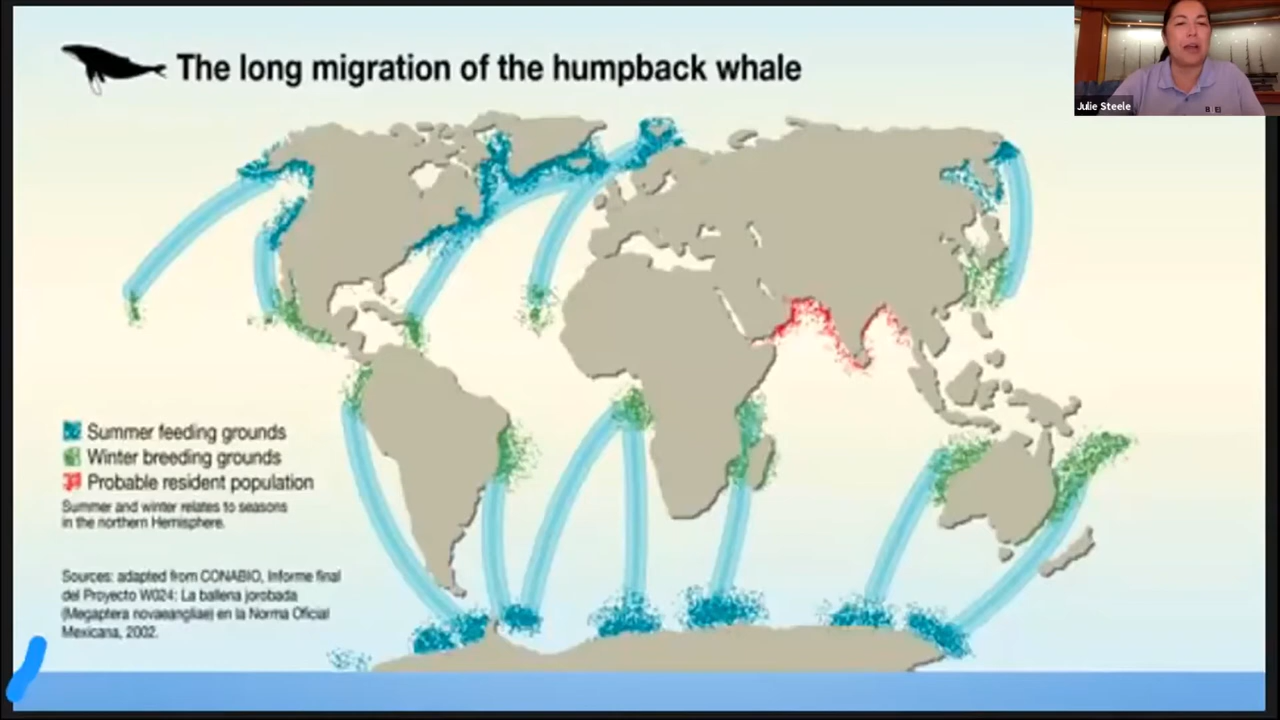 The long migration of the humpback whale
Julie Steele
Summer feeding grounds
Winter breeding grounds
Probable resident population
Summer and winter relates to seasons
in the northern Hemisphere.
Sources: adapted from CONABIO, Informe final
del Proyecto W024: La ballena jorobada
(Megaptera novaeangliae) en la Norma Oficial
Mexicana, 2002.